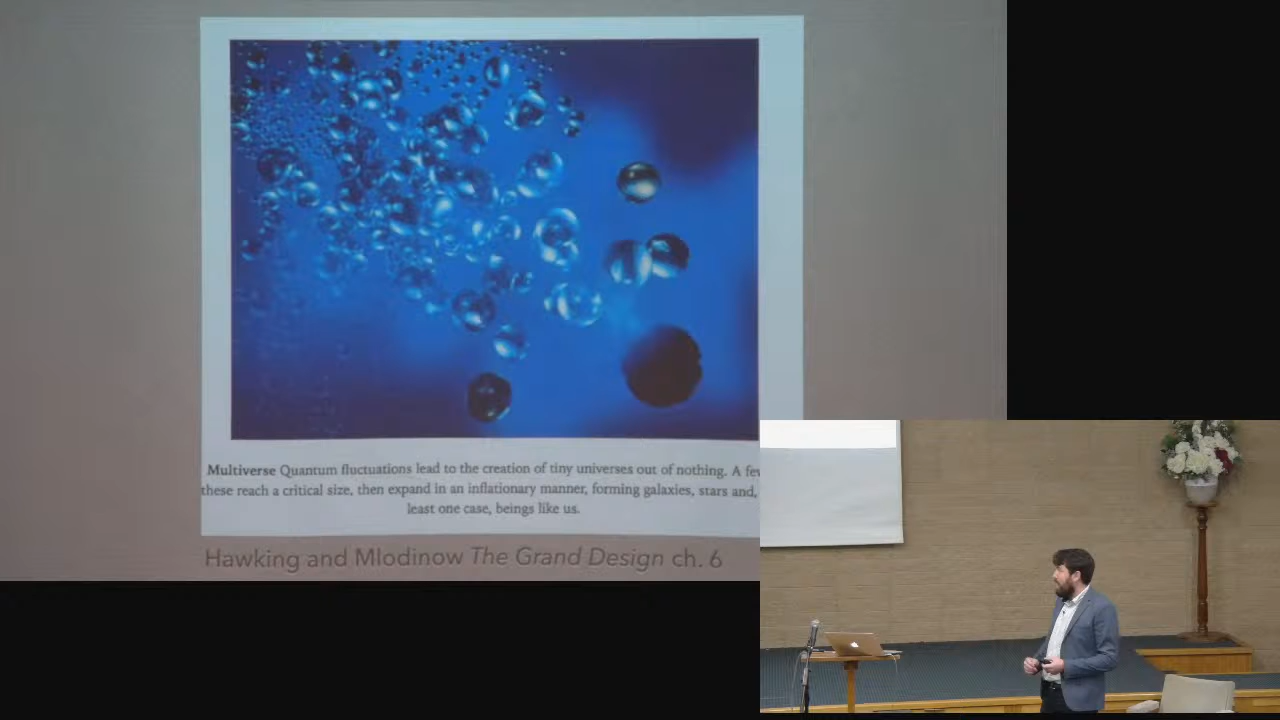 Multiverse Quantum fluctuations lead to the creation of tiny universes out of nothing. A few
these reach a critical size, then expand in an inflationary manner, forming galaxies, stars and,
least one case, beings like us.
Hawking and Mlodinow The Grand Design ch. 6